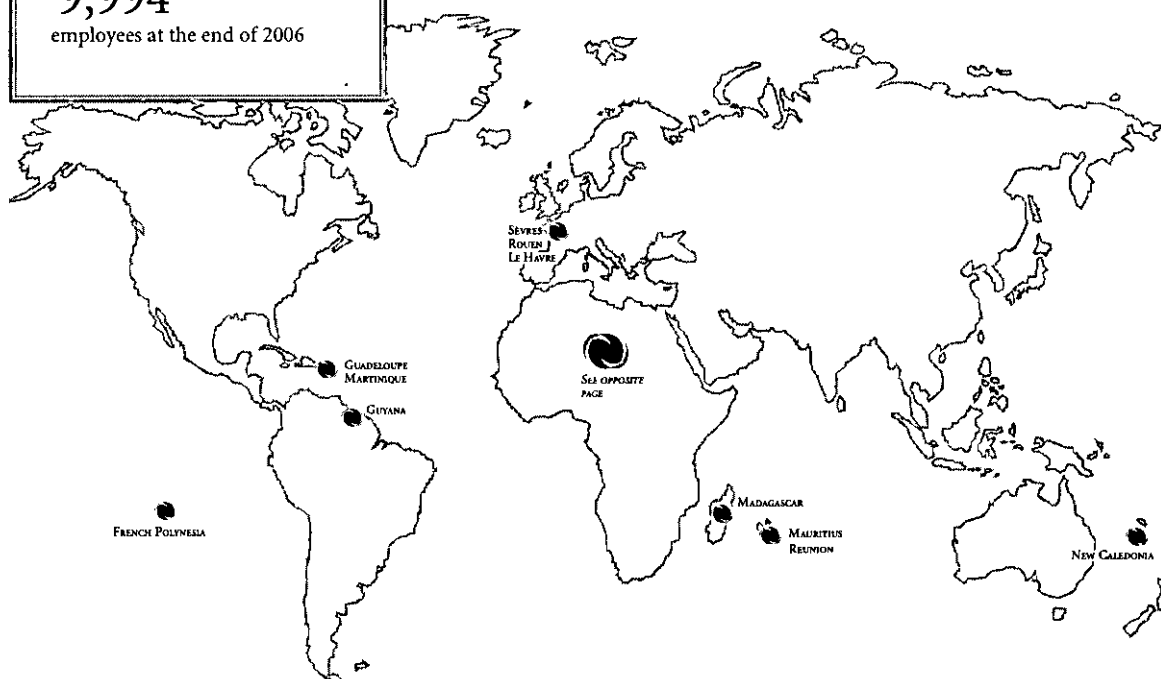 9,994
employees at the end of 2006
SÈVRES
ROUEN
LE HAVRE
GUADELOUPE
MARTINIQUE
GUYANA
SEE OPPOSITE
PAGE
FRENCH POLYNESIA
MADAGASCAR
MAURITIUS
REUNION
NEW CALEDONIA